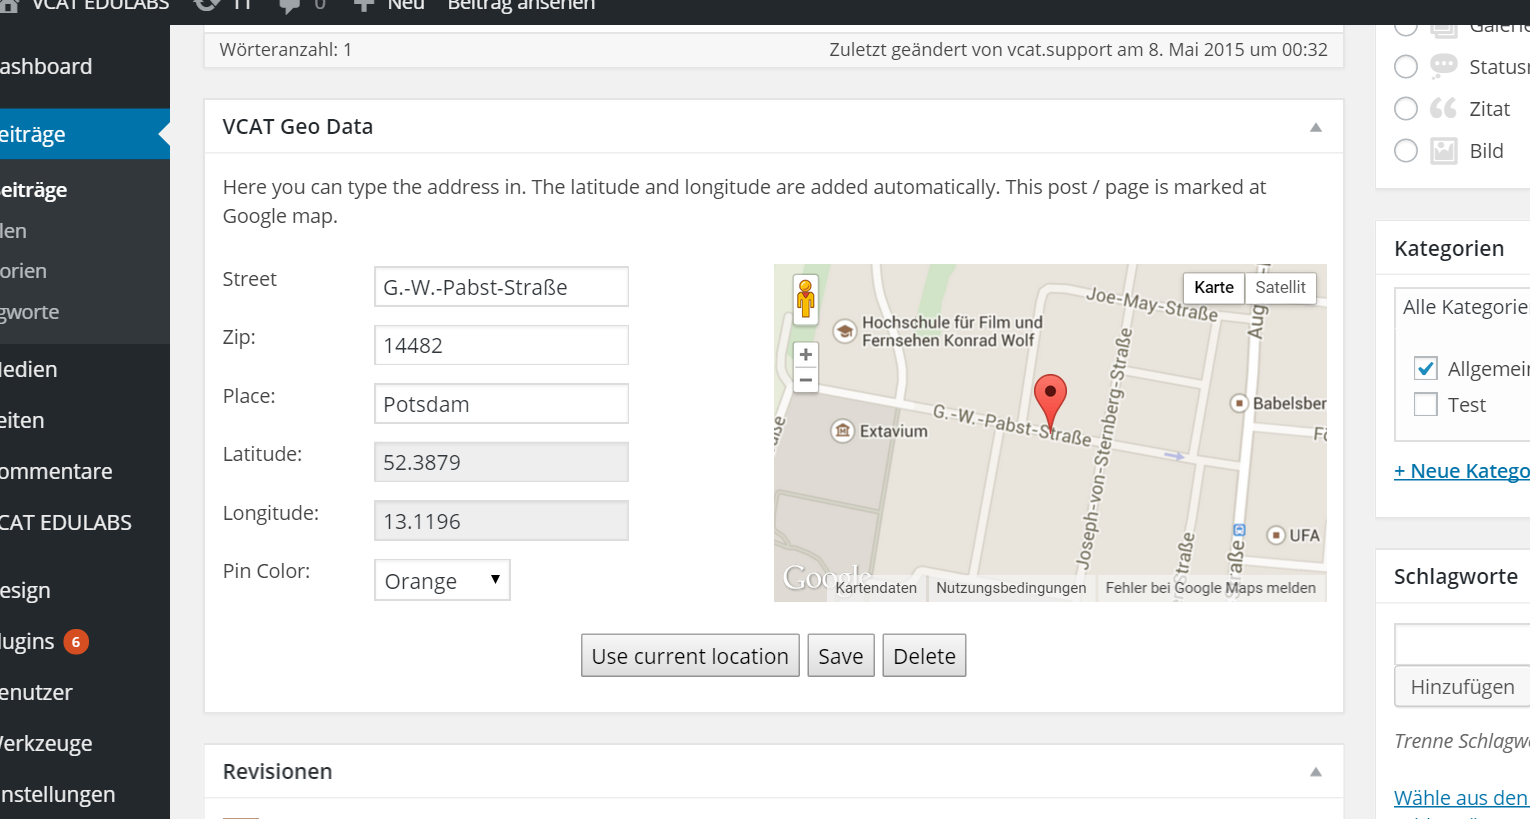 VCAT EDULABS 11 0 Neu Beitrag ansehen
ashboard
eiträge
eiträge
len
orien
gworte
edien
eiten
ommentare
CAT EDULABS
esign
lugins 6
enutzer
erkzeuge
instellungen
Wörteranzahl: 1
Zuletzt geändert von vcat.support am 8. Mai 2015 um 00:32
VCAT Geo Data
Here you can type the address in. The latitude and longitude are added automatically. This post / page is marked at
Google map.
Street
G.-W.-Pabst-Straße
Zip:
14482
Place:
Potsdam
Latitude:
52.3879
Longitude:
13.1196
Pin Color:
Orange
Karte
Satellit
Joe-May-Straße
Aug
Hochschule für Film und
Fernsehen Konrad Wolf
+
−
G.-W.-Pabst-Straße
Joseph-von-Sternberg-Straße
Babelsber
Extavium
UFA
Straße
Google
Kartendaten
Nutzungsbedingungen
Fehler bei Google Maps melden
Use current location
Save
Delete
Revisionen
Galerie
Status
Zitat
Bild
Kategorien
Alle Kategorie
Allgemein
Test
+ Neue Katego
Schlagworte
Hinzufügen
Trenne Schlagwo
Wähle aus den